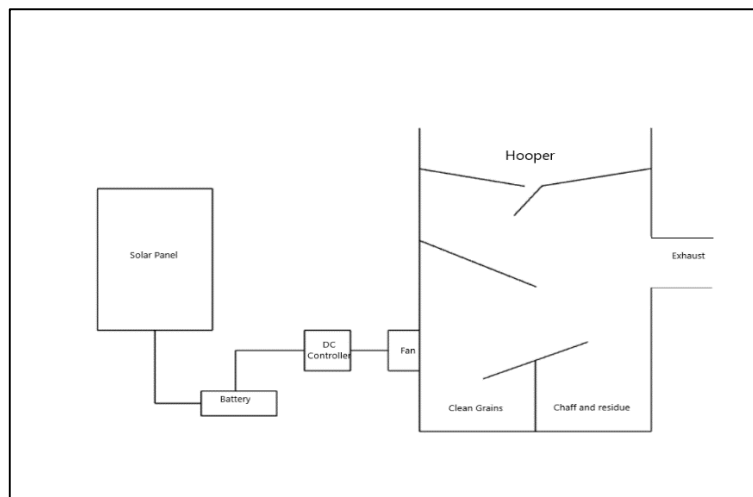 Hooper
Solar Panel
Exhaust
DC
Controller
Fan
Battery
Clean Grains
Chaff and residue